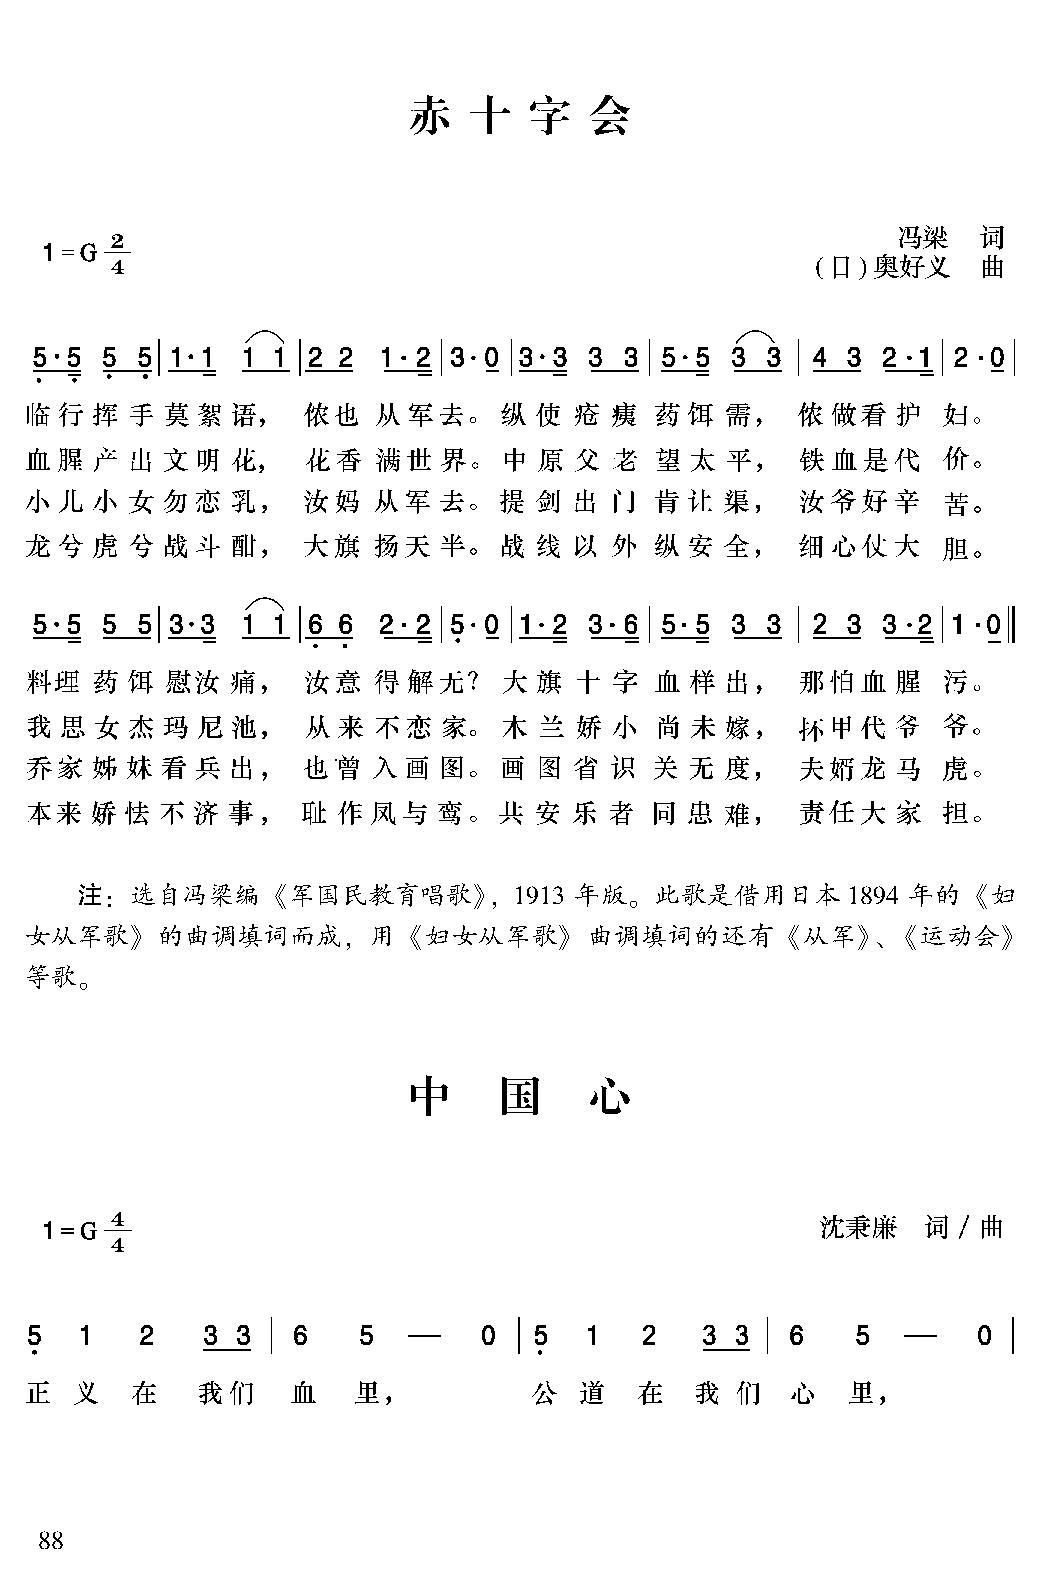 赤十字会
1=G 2/4
冯梁 词
(日)奥好义 曲
5·5 5 5|1·1 1 1|2 2 1·2|3·0|3·3 3 3|5·5 3 3|4 3 2·1|2·0|
临行挥手莫絮语，侬也从军去。纵使疮痍药饵需，侬做看护妇。
血腥产出文明花，花香满世界。中原父老望太平，铁血是代价。
小儿小女勿恋乳，汝妈从军去。提剑出门肯让渠，汝爷好辛苦。
龙兮虎兮战斗酣，大旗扬天半。战线以外纵安全，细心仗大胆。
5·5 5 5|3·3 1 1|6 6 2·2|5·0|1·2 3·6|5·5 3 3|2 3 3·2|1·0‖
料理药饵慰汝痛，汝意得解无？大旗十字血样出，那怕血腥污。
我思女杰玛尼池，从来不恋家。木兰娇小尚未嫁，抔甲代爷爷。
乔家姊妹看兵出，也曾入画图。画图省识关无度，夫婿龙马虎。
本来娇怯不济事，耻作凤与鸾。共安乐者同患难，责任大家担。
注：选自冯梁编《军国民教育唱歌》，1913 年版。此歌是借用日本 1894 年的《妇
女从军歌》的曲调填词而成，用《妇女从军歌》曲调填词的还有《从军》、《运动会》
等歌。
中国心
1=G 4/4
沈秉廉 词/曲
5 1 2 3 3|6 5 — 0|5 1 2 3 3|6 5 — 0|
正义在我们血里，公道在我们心里，
88